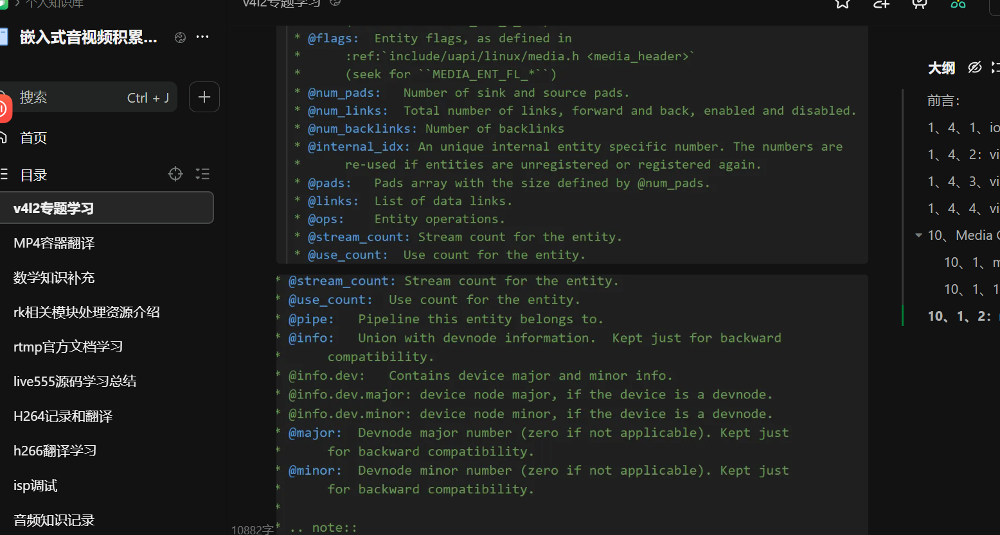 个人知识库
v4l2专题学习
嵌入式音视频积累...
搜索
Ctrl + J
首页
目录
v4l2专题学习
MP4容器翻译
数学知识补充
rk相关模块处理资源介绍
rtmp官方文档学习
live555源码学习总结
H264记录和翻译
h266翻译学习
isp调试
音频知识记录
* @flags:  Entity flags, as defined in
*      :ref:`include/uapi/linux/media.h <media_header>`
*      (seek for ``MEDIA_ENT_FL_*``)
* @num_pads:   Number of sink and source pads.
* @num_links:  Total number of links, forward and back, enabled and disabled.
* @num_backlinks: Number of backlinks
* @internal_idx: An unique internal entity specific number. The numbers are
*      re-used if entities are unregistered or registered again.
* @pads:   Pads array with the size defined by @num_pads.
* @links:  List of data links.
* @ops:    Entity operations.
* @stream_count: Stream count for the entity.
* @use_count:  Use count for the entity.
* @stream_count: Stream count for the entity.
* @use_count:  Use count for the entity.
* @pipe:   Pipeline this entity belongs to.
* @info:   Union with devnode information.  Kept just for backward
*      compatibility.
* @info.dev:   Contains device major and minor info.
* @info.dev.major: device node major, if the device is a devnode.
* @info.dev.minor: device node minor, if the device is a devnode.
* @major:  Devnode major number (zero if not applicable). Kept just
*      for backward compatibility.
* @minor:  Devnode minor number (zero if not applicable). Kept just
*      for backward compatibility.
*
* .. note::
10882字
大纲
前言：
1、4、1、io
1、4、2：vi
1、4、3、vi
1、4、4、vi
10、Media
10、1、
10、1、1
10、1、2：